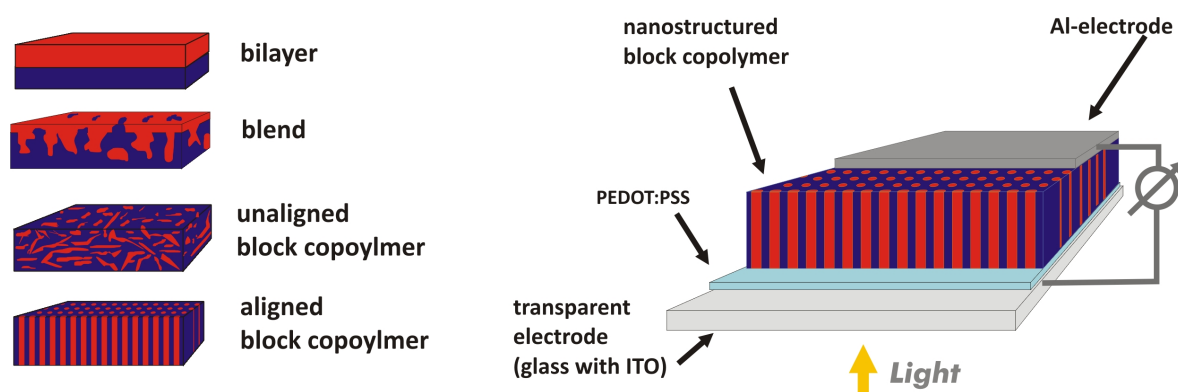 bilayer
blend
unaligned
block copoylmer
aligned
block copoylmer
nanostructured
block copolymer
Al-electrode
PEDOT:PSS
transparent
electrode
(glass with ITO)
Light